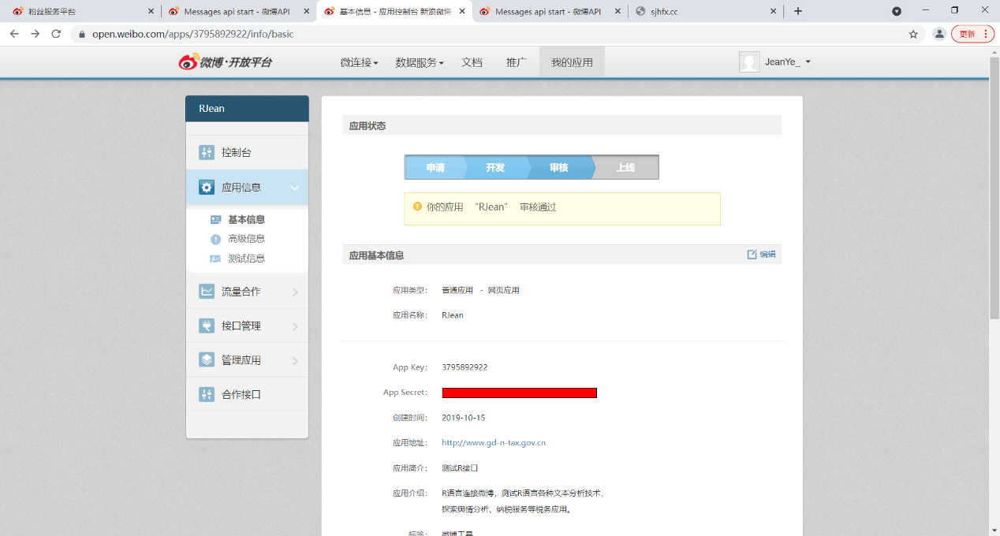 粉丝服务平台
Messages api start - 微博API
基本信息 - 应用控制台 新浪微博
Messages api start - 微博API
sjhfx.cc
open.weibo.com/apps/3795892922/info/basic
更新
微博·开放平台
微连接
数据服务
文档
推广
我的应用
JeanYe_
RJean
控制台
应用信息
基本信息
高级信息
测试信息
流量合作
接口管理
管理应用
合作接口
应用状态
申请
开发
审核
上线
你的应用 “RJean” 审核通过
应用基本信息
编辑
应用类型： 普通应用 - 网页应用
应用名称： RJean
App Key: 3795892922
App Secret:
创建时间： 2019-10-15
应用地址： http://www.gd-n-tax.gov.cn
应用简介： 测试R接口
应用介绍： R语言连接微博，测试R语言各种文本分析技术，
探索舆情分析、纳税服务等税务应用。
标签： 微博工具